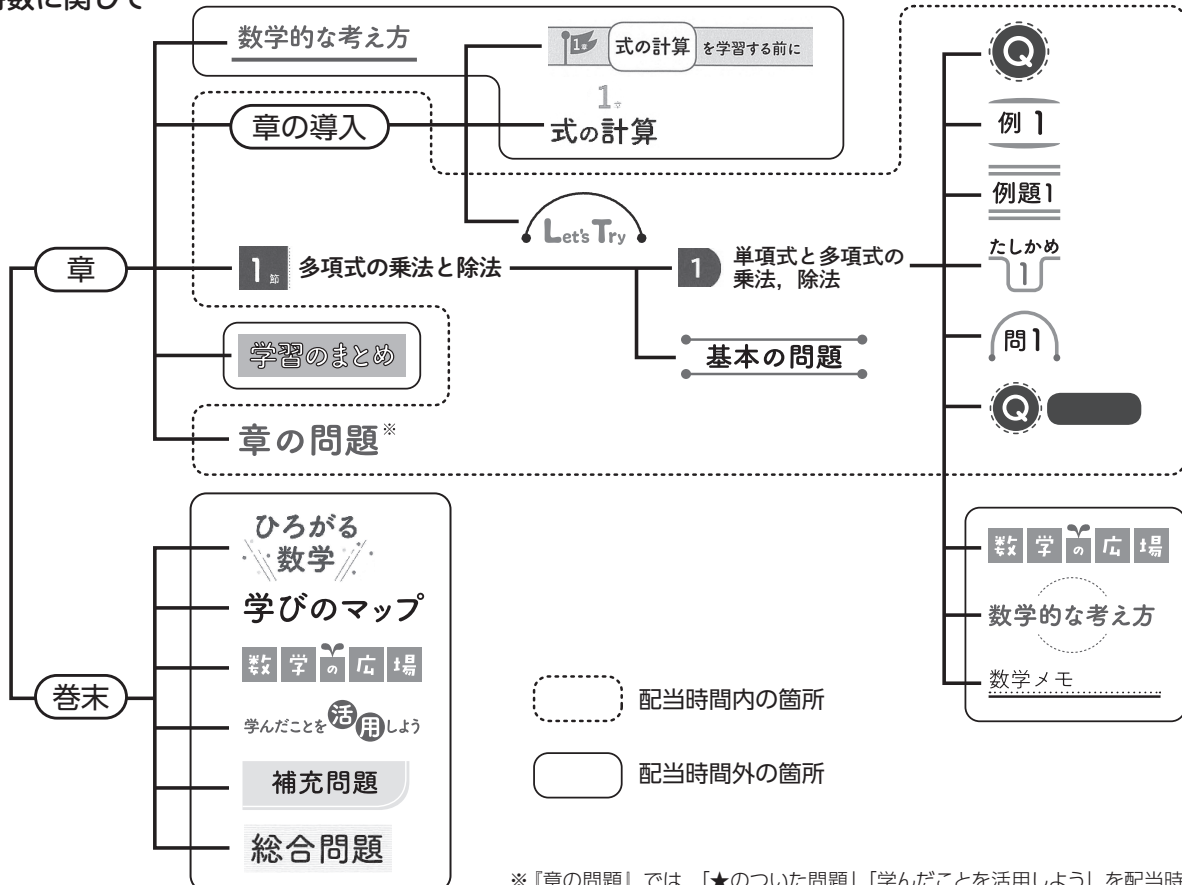 時数に関して
数学的な考え方
1章 式の計算 を学習する前に
1章
式の計算
章の導入
Let's Try
章
1節 多項式の乗法と除法
1 単項式と多項式の
乗法，除法
基本の問題
学習のまとめ
章の問題※
Q
例 1
例題1
たしかめ
1
問1
Q
数学の広場
数学的な考え方
数学メモ
巻末
ひろがる
数学
学びのマップ
数学の広場
学んだことを活用しよう
補充問題
総合問題
配当時間内の箇所
配当時間外の箇所
※『章の問題』では，「★のついた問題」「学んだことを活用しよう」を配当時